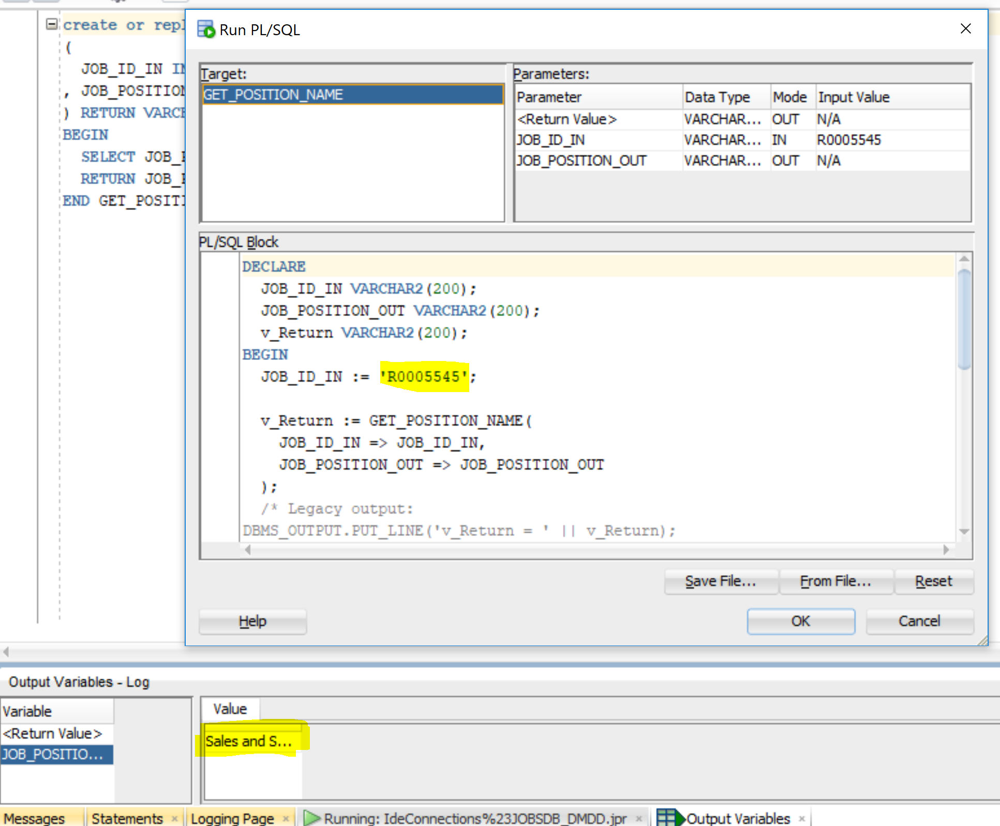 create or repl
(
JOB_ID_IN IN
, JOB_POSITION
) RETURN VARCH
BEGIN
SELECT JOB_P
RETURN JOB_P
END GET_POSITI
Run PL/SQL
Target:
GET_POSITION_NAME
Parameters:
Parameter Data Type Mode Input Value
<Return Value> VARCHAR... OUT N/A
JOB_ID_IN VARCHAR... IN R0005545
JOB_POSITION_OUT VARCHAR... OUT N/A
PL/SQL Block
DECLARE
JOB_ID_IN VARCHAR2(200);
JOB_POSITION_OUT VARCHAR2(200);
v_Return VARCHAR2(200);
BEGIN
JOB_ID_IN := 'R0005545';
v_Return := GET_POSITION_NAME(
JOB_ID_IN => JOB_ID_IN,
JOB_POSITION_OUT => JOB_POSITION_OUT
);
/* Legacy output:
DBMS_OUTPUT.PUT_LINE('v_Return = ' || v_Return);
Save File... From File... Reset
Help OK Cancel
Output Variables - Log
Variable
<Return Value>
JOB_POSITIO...
Value
Sales and S...
Messages Statements Logging Page Running: IdeConnections%23JOBSDB_DMDD.jpr Output Variables